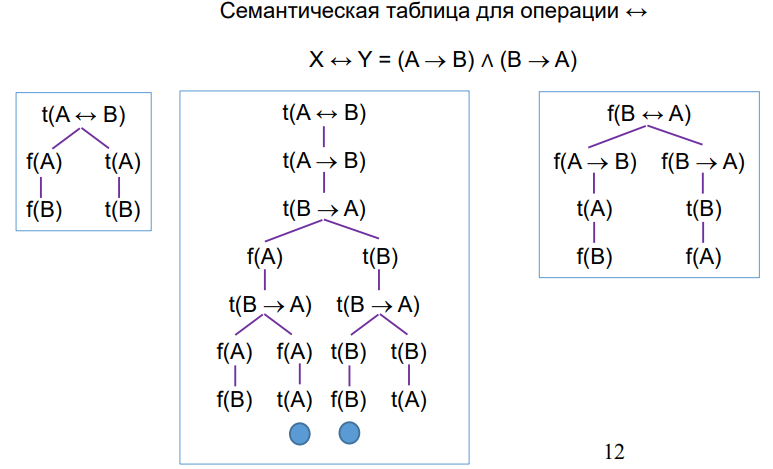 Семантическая таблица для операции ↔
X ↔ Y = (A → B) ∧ (B → A)
t(A ↔ B)
f(A) t(A)
f(B) t(B)
t(A ↔ B)
t(A → B)
t(B → A)
f(A) t(B)
t(B → A) t(B → A)
f(A) f(A) t(B) t(B)
f(B) t(A) f(B) t(A)
f(B ↔ A)
f(A → B) f(B → A)
t(A) t(B)
f(B) f(A)
12